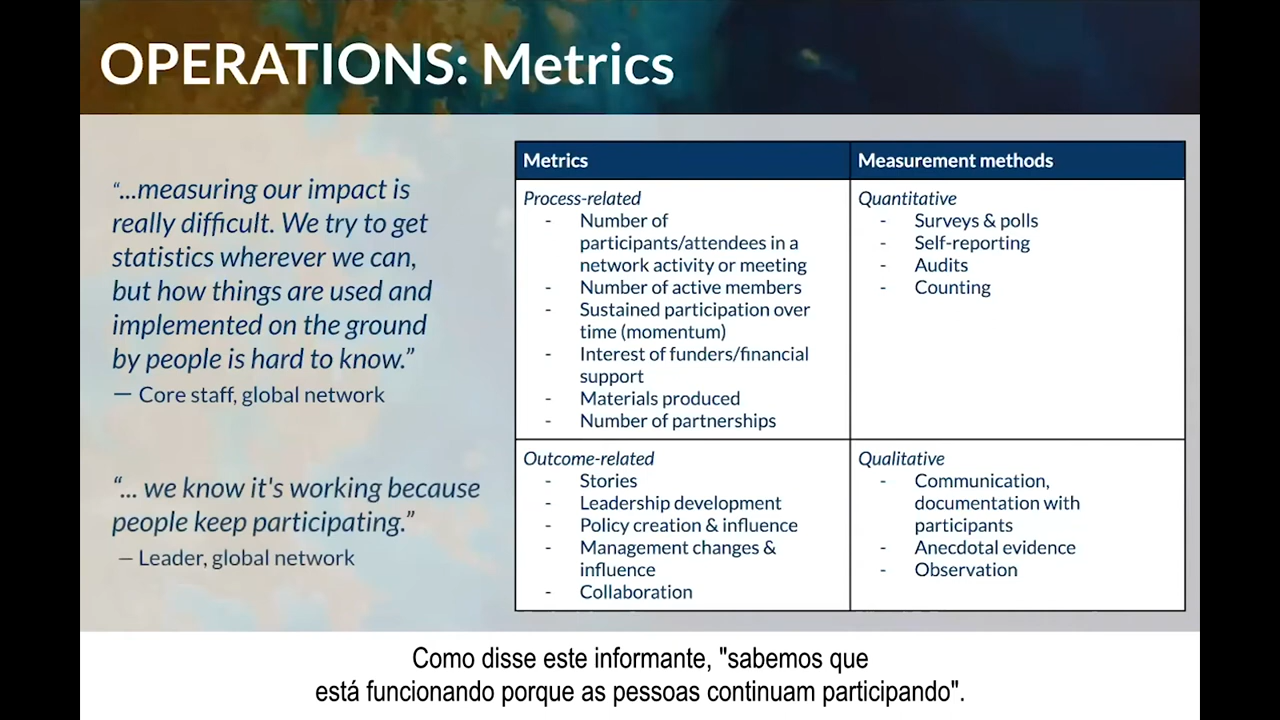 OPERATIONS: Metrics
“...measuring our impact is
really difficult. We try to get
statistics wherever we can,
but how things are used and
implemented on the ground
by people is hard to know.”
— Core staff, global network
“... we know it's working because
people keep participating.”
— Leader, global network
Metrics
Measurement methods
Process-related
- Number of
participants/attendees in a
network activity or meeting
- Number of active members
- Sustained participation over
time (momentum)
- Interest of funders/financial
support
- Materials produced
- Number of partnerships
Quantitative
- Surveys & polls
- Self-reporting
- Audits
- Counting
Outcome-related
- Stories
- Leadership development
- Policy creation & influence
- Management changes &
influence
- Collaboration
Qualitative
- Communication,
documentation with
participants
- Anecdotal evidence
- Observation
Como disse este informante, "sabemos que
está funcionando porque as pessoas continuam participando".